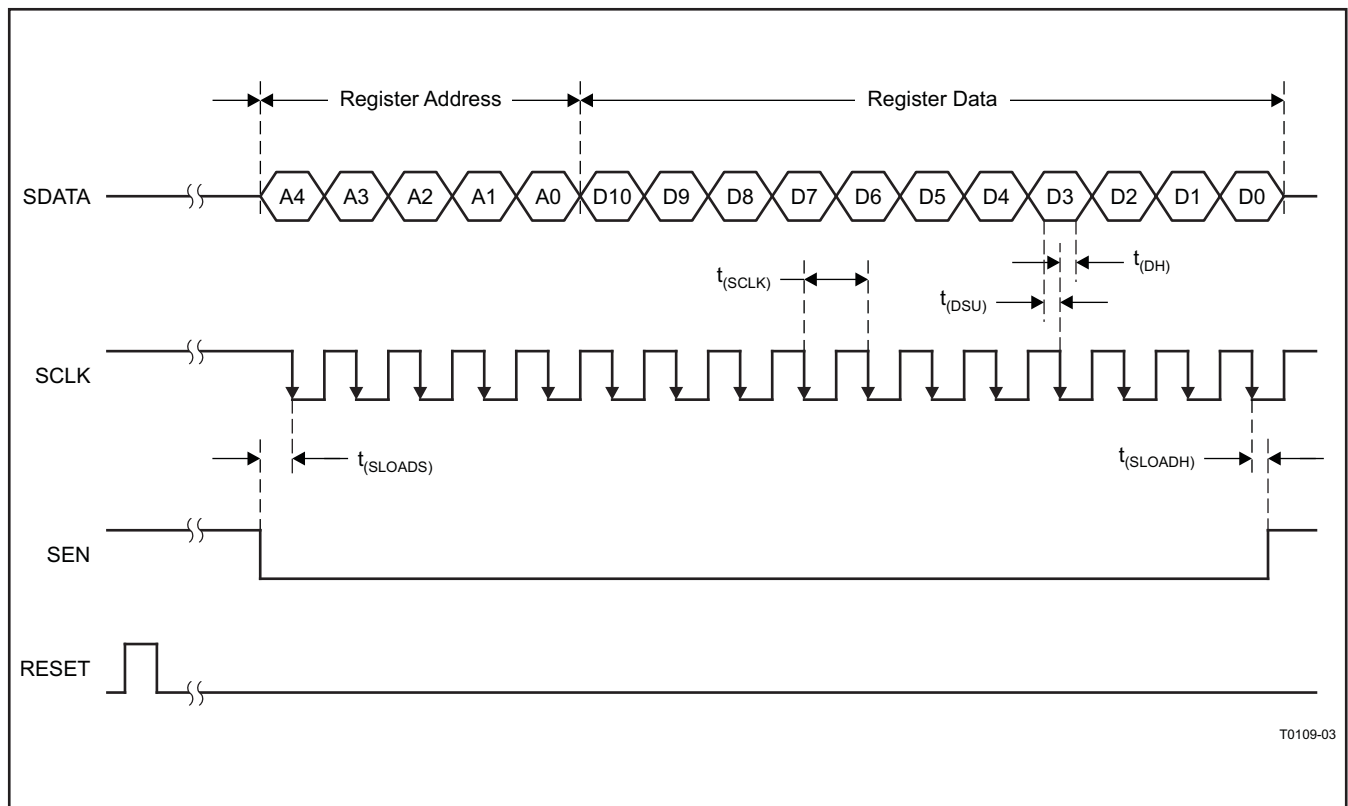 Register Address
Register Data
SDATA
A4 A3 A2 A1 A0 D10 D9 D8 D7 D6 D5 D4 D3 D2 D1 D0
t(DH)
t(SCLK)
t(DSU)
SCLK
t(SLOADS)
t(SLOADH)
SEN
RESET
T0109-03